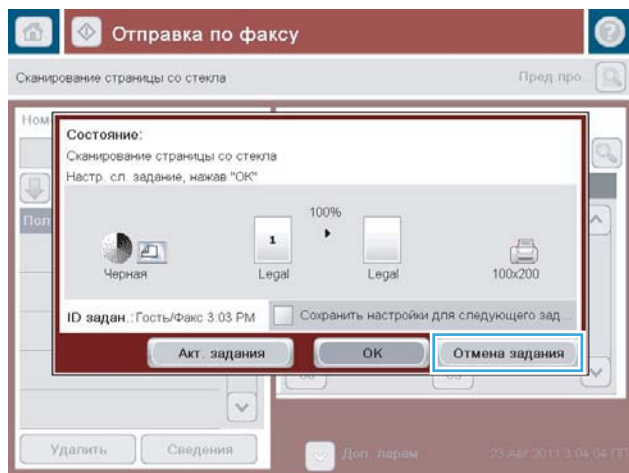 Отправка по факсу
Сканирование страницы со стекла
Пред.про...
Ном
Состояние:
Сканирование страницы со стекла
Настр. сл. задание, нажав "OK"
Пол
100%
1
Черная
Legal
Legal
100x200
ID задан.: Гость/Факс 3:03 PM
Сохранить настройки для следующего зад...
Акт. задания
OK
Отмена задания
Удалить
Сведения
Доп. парам
23 Авг 2011 3:04:04 ПП